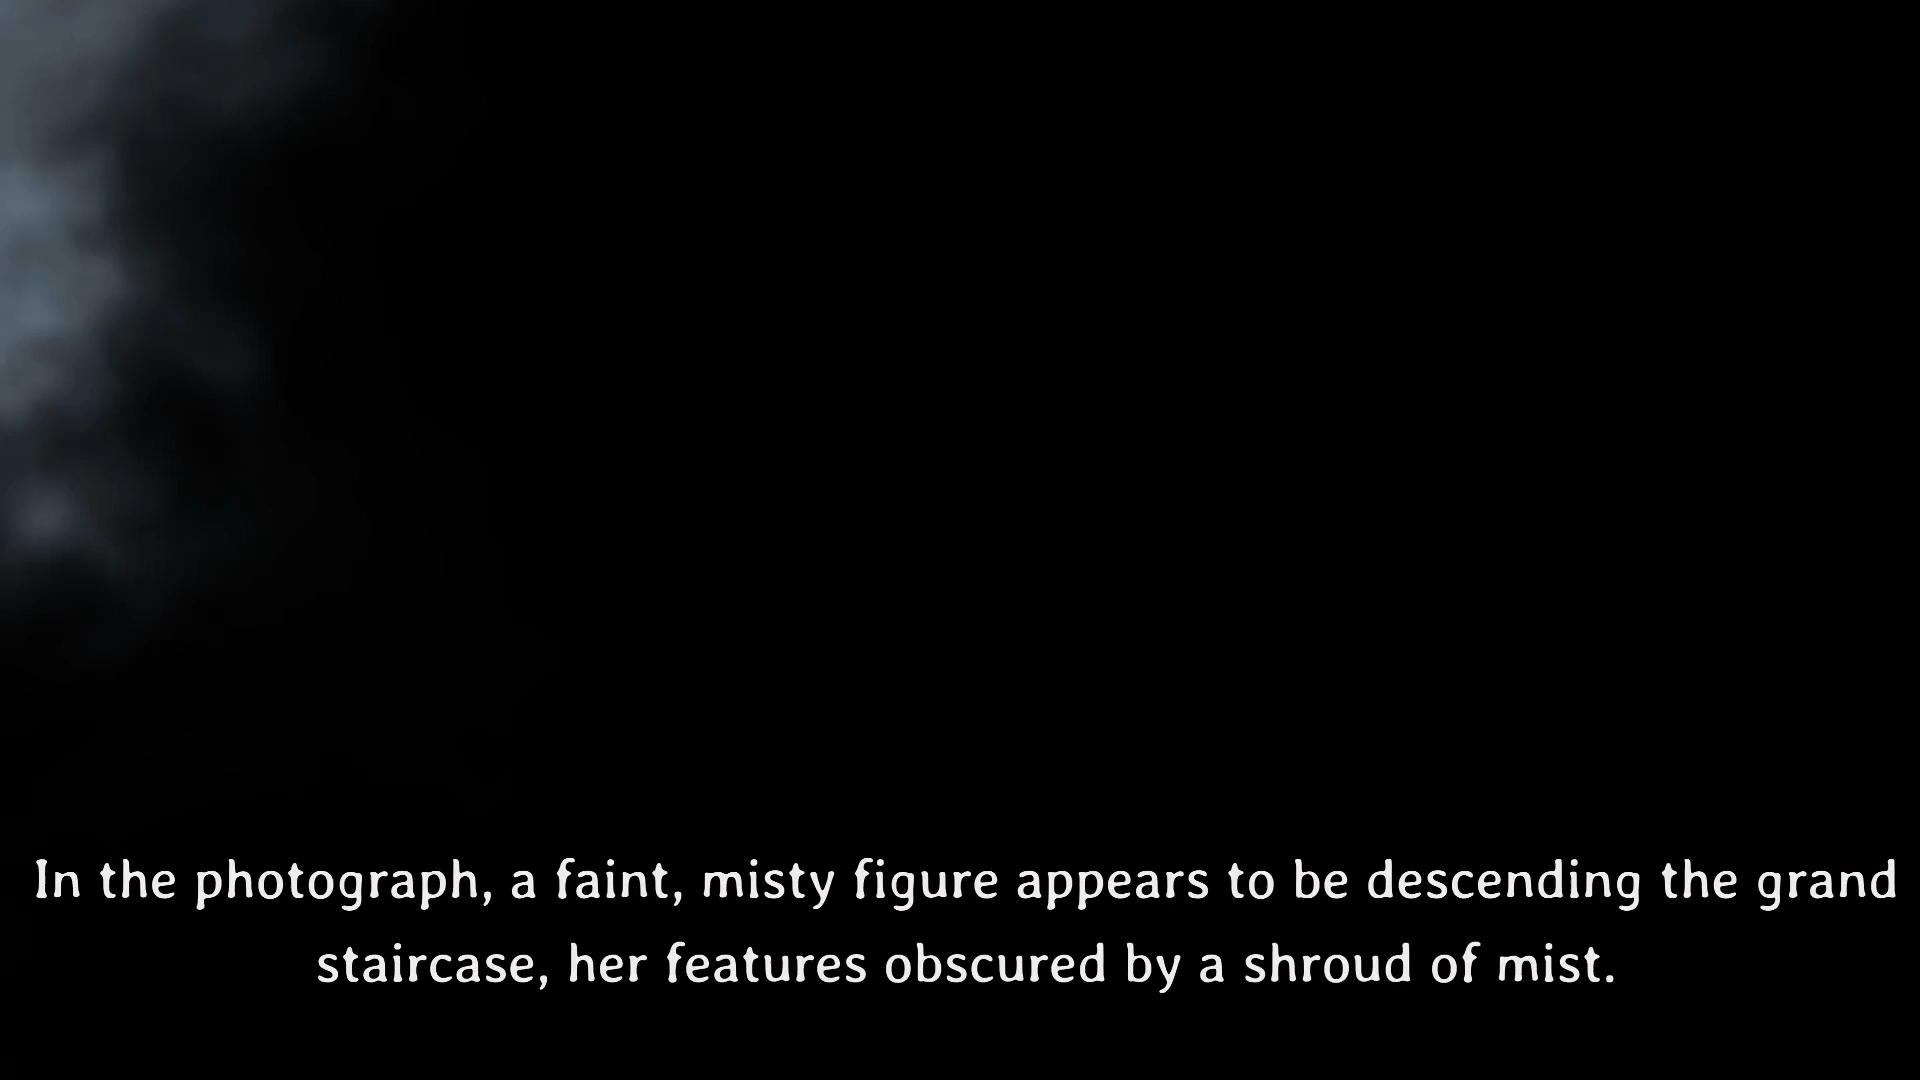 In the photograph, a faint, misty figure appears to be descending the grand
staircase, her features obscured by a shroud of mist.